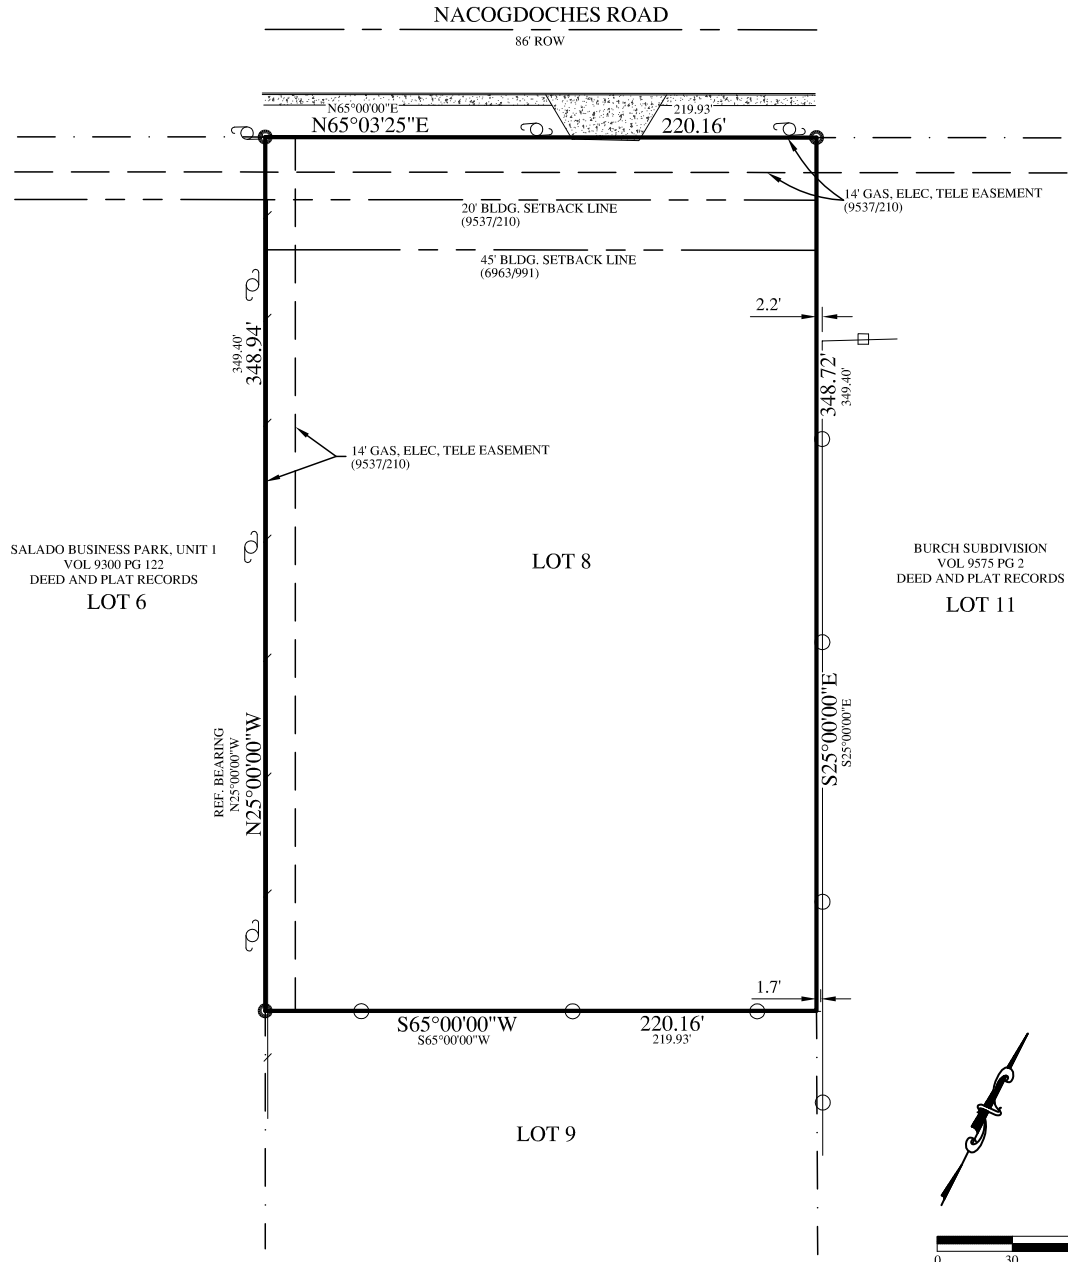 NACOGDOCHES ROAD
86' ROW
N65°00'00"E
219.93'
N65°03'25"E
220.16'
14' GAS, ELEC, TELE EASEMENT
(9537/210)
20' BLDG. SETBACK LINE
(9537/210)
45' BLDG. SETBACK LINE
(6963/991)
2.2'
349.40'
348.94'
348.72'
349.40'
14' GAS, ELEC, TELE EASEMENT
(9537/210)
SALADO BUSINESS PARK, UNIT 1
VOL 9300 PG 122
DEED AND PLAT RECORDS
LOT 6
LOT 8
BURCH SUBDIVISION
VOL 9575 PG 2
DEED AND PLAT RECORDS
LOT 11
REF. BEARING
N25°00'00"W
N25°00'00"W
S25°00'00"E
S25°00'00"E
1.7'
S65°00'00"W
220.16'
S65°00'00"W
219.93'
LOT 9
0 30